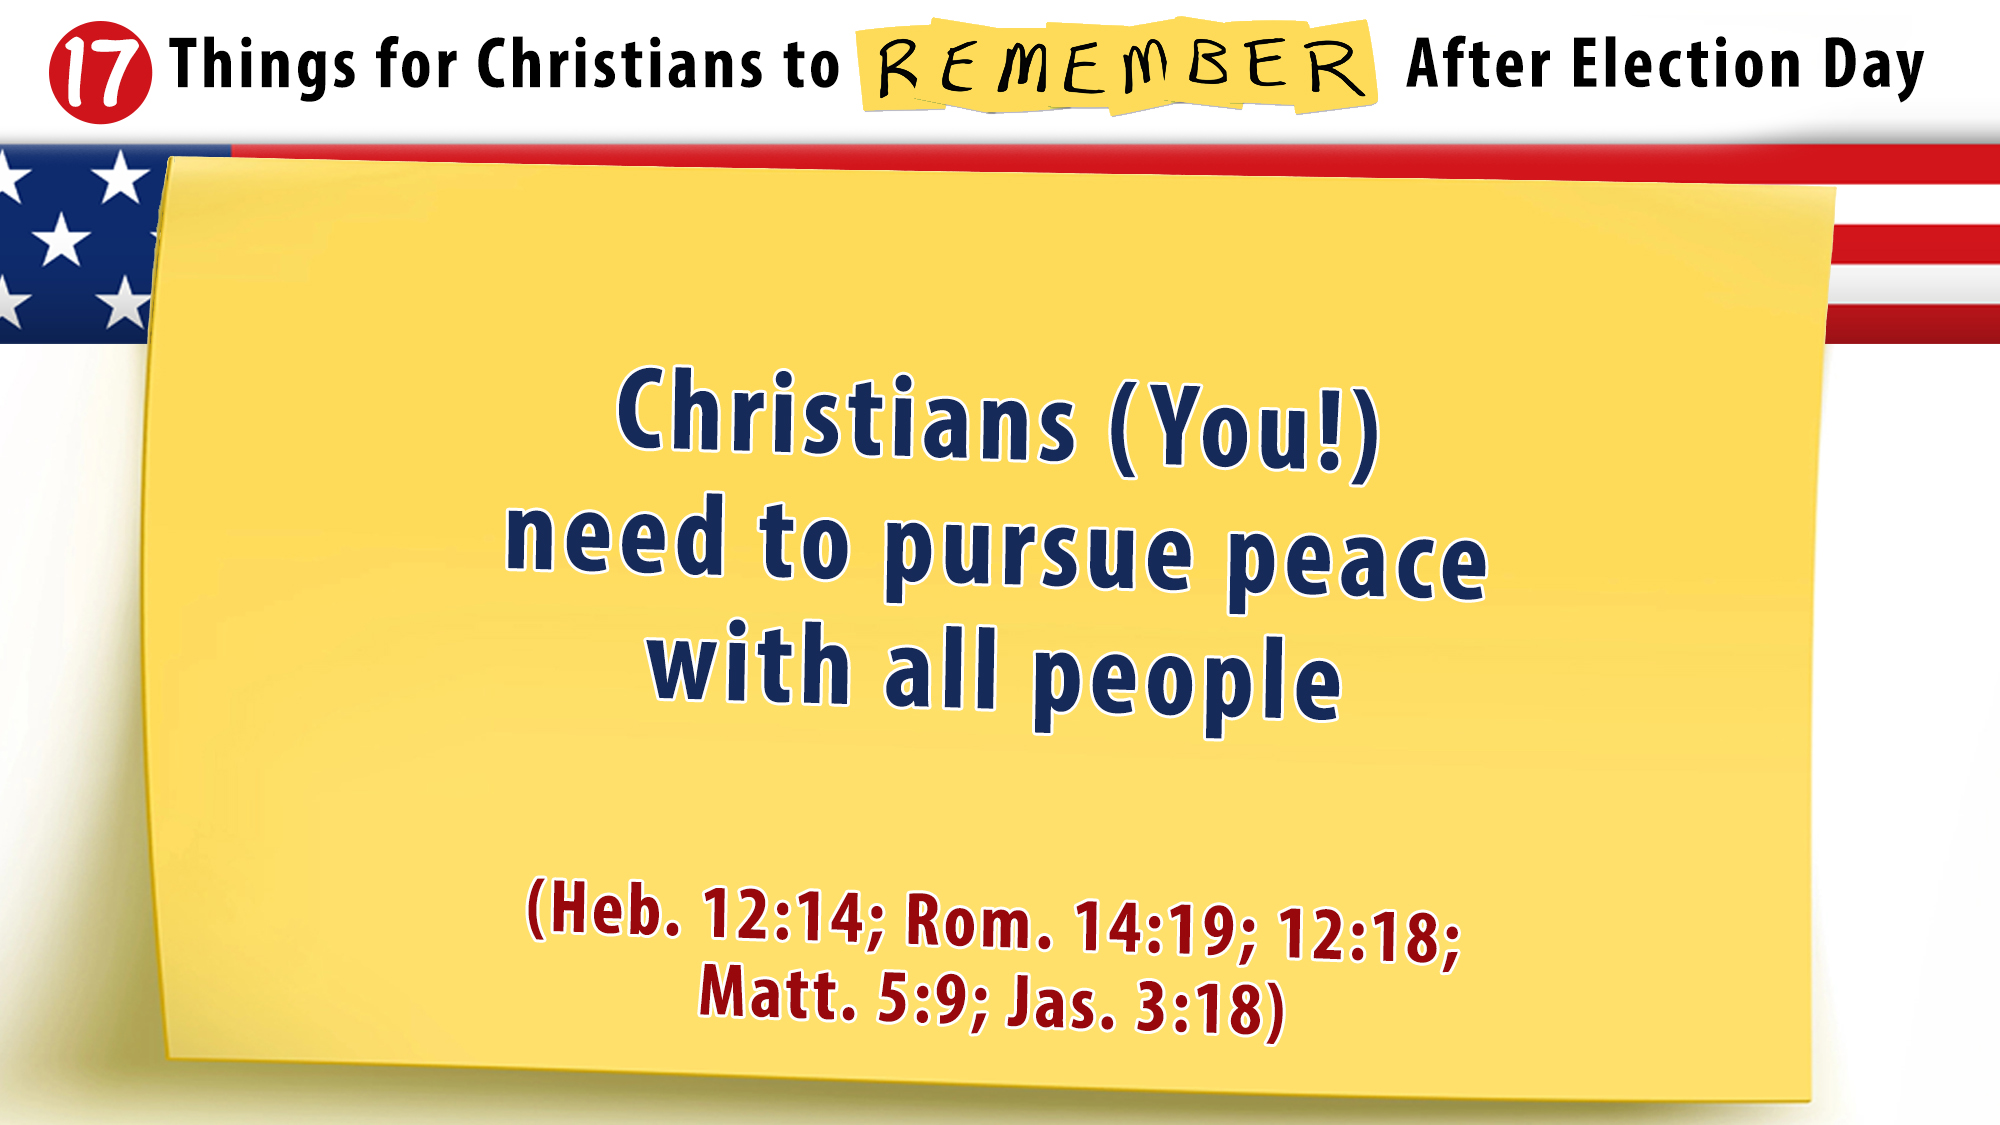 17 Things for Christians to REMEMBER After Election Day
Christians (You!)
need to pursue peace
with all people
(Heb. 12:14; Rom. 14:19; 12:18;
Matt. 5:9; Jas. 3:18)